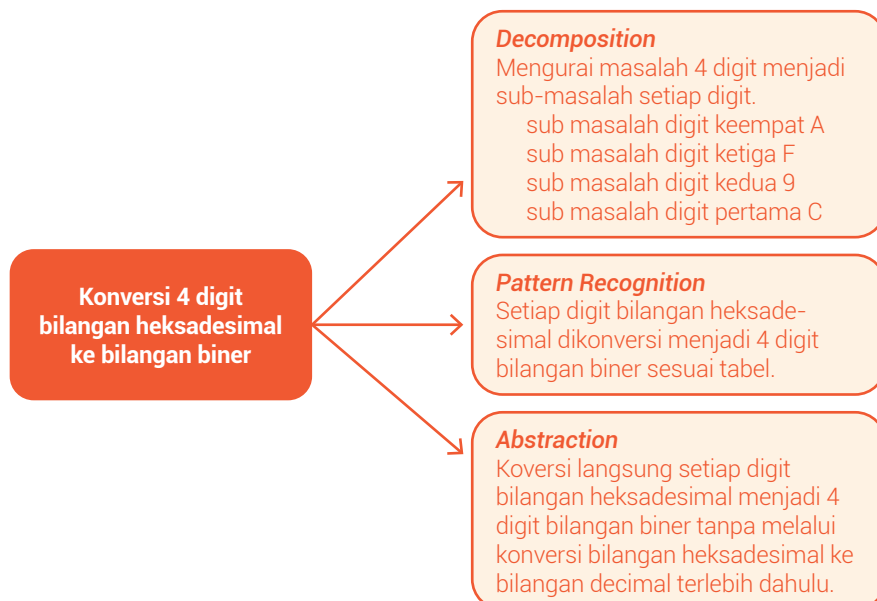 Konversi 4 digit
bilangan heksadesimal
ke bilangan biner
Decomposition
Mengurai masalah 4 digit menjadi
sub-masalah setiap digit.
sub masalah digit keempat A
sub masalah digit ketiga F
sub masalah digit kedua 9
sub masalah digit pertama C
Pattern Recognition
Setiap digit bilangan heksade-
simal dikonversi menjadi 4 digit
bilangan biner sesuai tabel.
Abstraction
Koversi langsung setiap digit
bilangan heksadesimal menjadi 4
digit bilangan biner tanpa melalui
konversi bilangan heksadesimal ke
bilangan decimal terlebih dahulu.